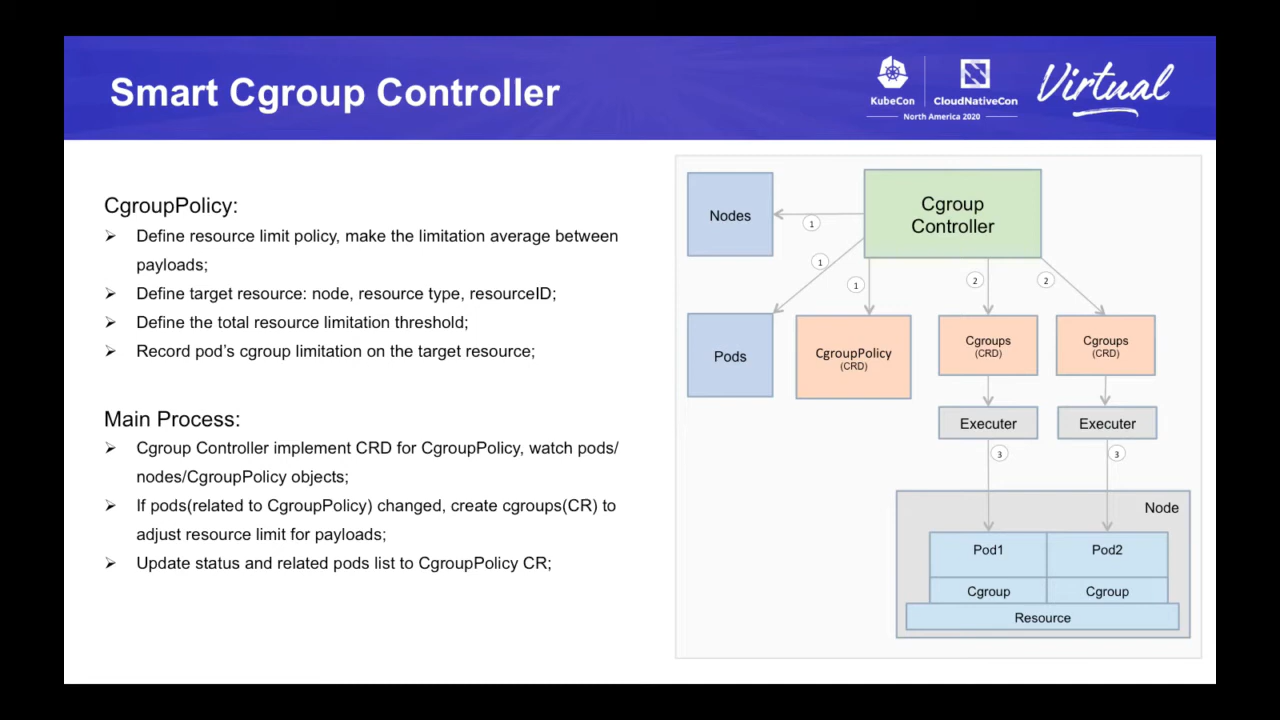 Smart Cgroup Controller
KubeCon
CloudNativeCon
North America 2020
Virtual
CgroupPolicy:
Define resource limit policy, make the limitation average between
payloads;
Define target resource: node, resource type, resourceID;
Define the total resource limitation threshold;
Record pod's cgroup limitation on the target resource;
Main Process:
Cgroup Controller implement CRD for CgroupPolicy, watch pods/
nodes/CgroupPolicy objects;
If pods(related to CgroupPolicy) changed, create cgroups(CR) to
adjust resource limit for payloads;
Update status and related pods list to CgroupPolicy CR;
Nodes
Cgroup
Controller
1
1
1
2
2
Pods
CgroupPolicy
(CRD)
Cgroups
(CRD)
Cgroups
(CRD)
Executer
Executer
3
3
Node
Pod1
Pod2
Cgroup
Cgroup
Resource